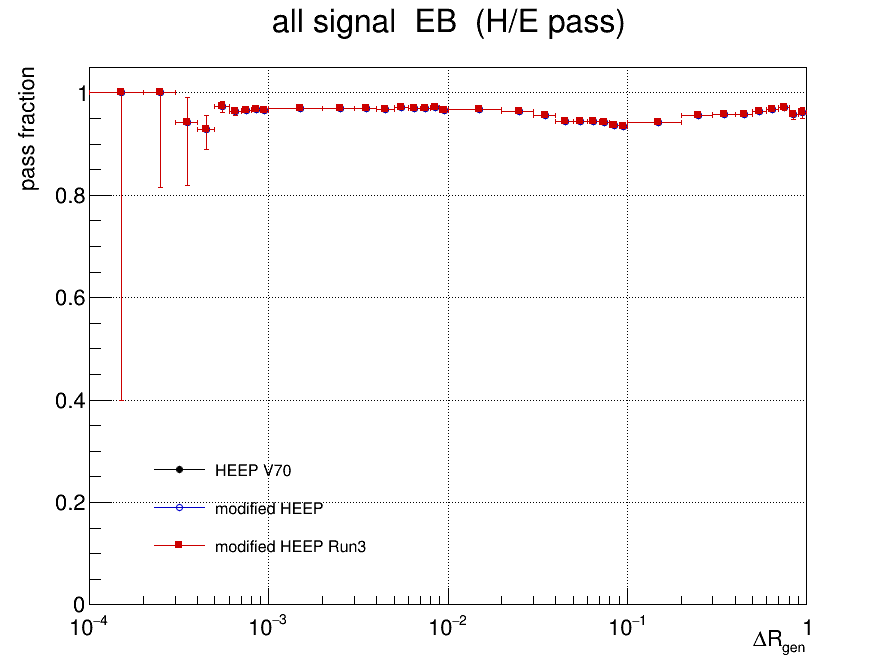 all signal EB (H/E pass)
pass fraction
1
0.8
0.6
0.4
0.2
0
HEEP V70
modified HEEP
modified HEEP Run3
10⁻⁴ 10⁻³ 10⁻² 10⁻¹ 1
ΔR_gen